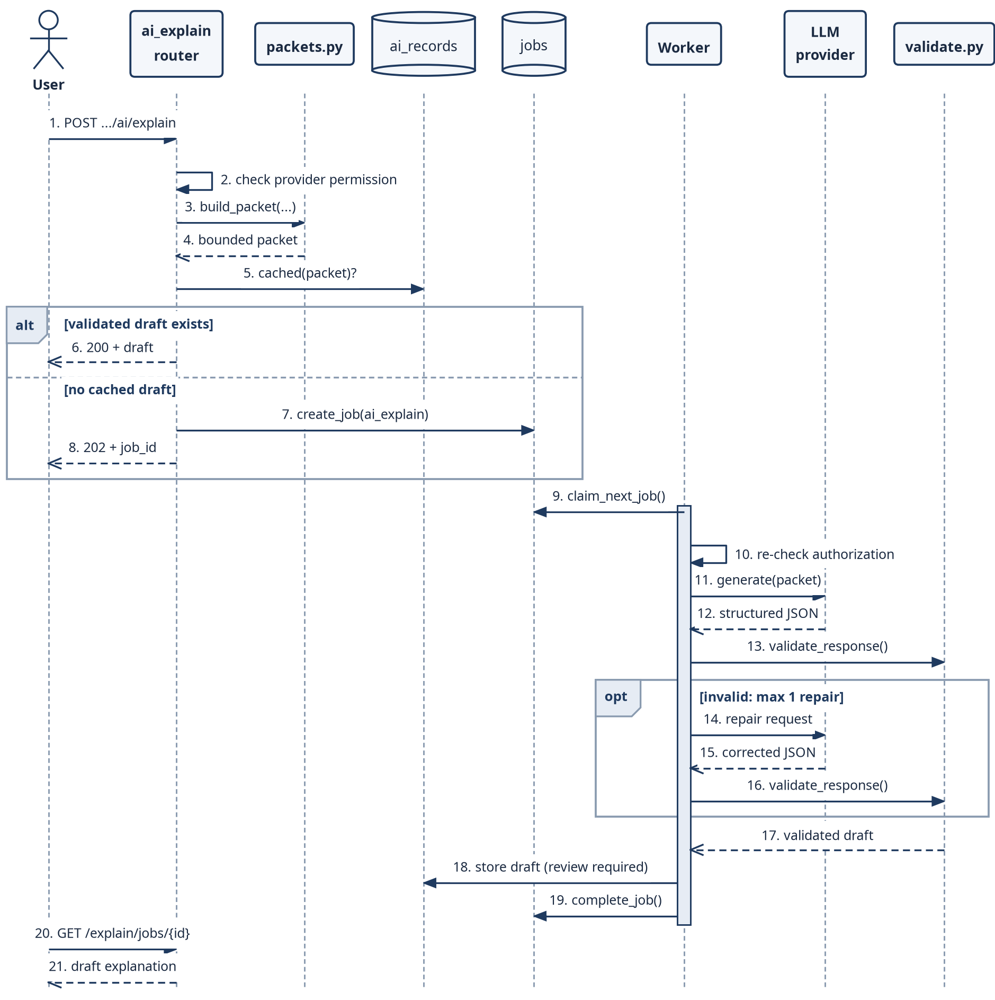 User
ai_explain
router
packets.py
ai_records
jobs
Worker
LLM
provider
validate.py
1. POST .../ai/explain
2. check provider permission
3. build_packet(...)
4. bounded packet
5. cached(packet)?
alt
[validated draft exists]
6. 200 + draft
[no cached draft]
7. create_job(ai_explain)
8. 202 + job_id
9. claim_next_job()
10. re-check authorization
11. generate(packet)
12. structured JSON
13. validate_response()
opt
[invalid: max 1 repair]
14. repair request
15. corrected JSON
16. validate_response()
17. validated draft
18. store draft (review required)
19. complete_job()
20. GET /explain/jobs/{id}
21. draft explanation